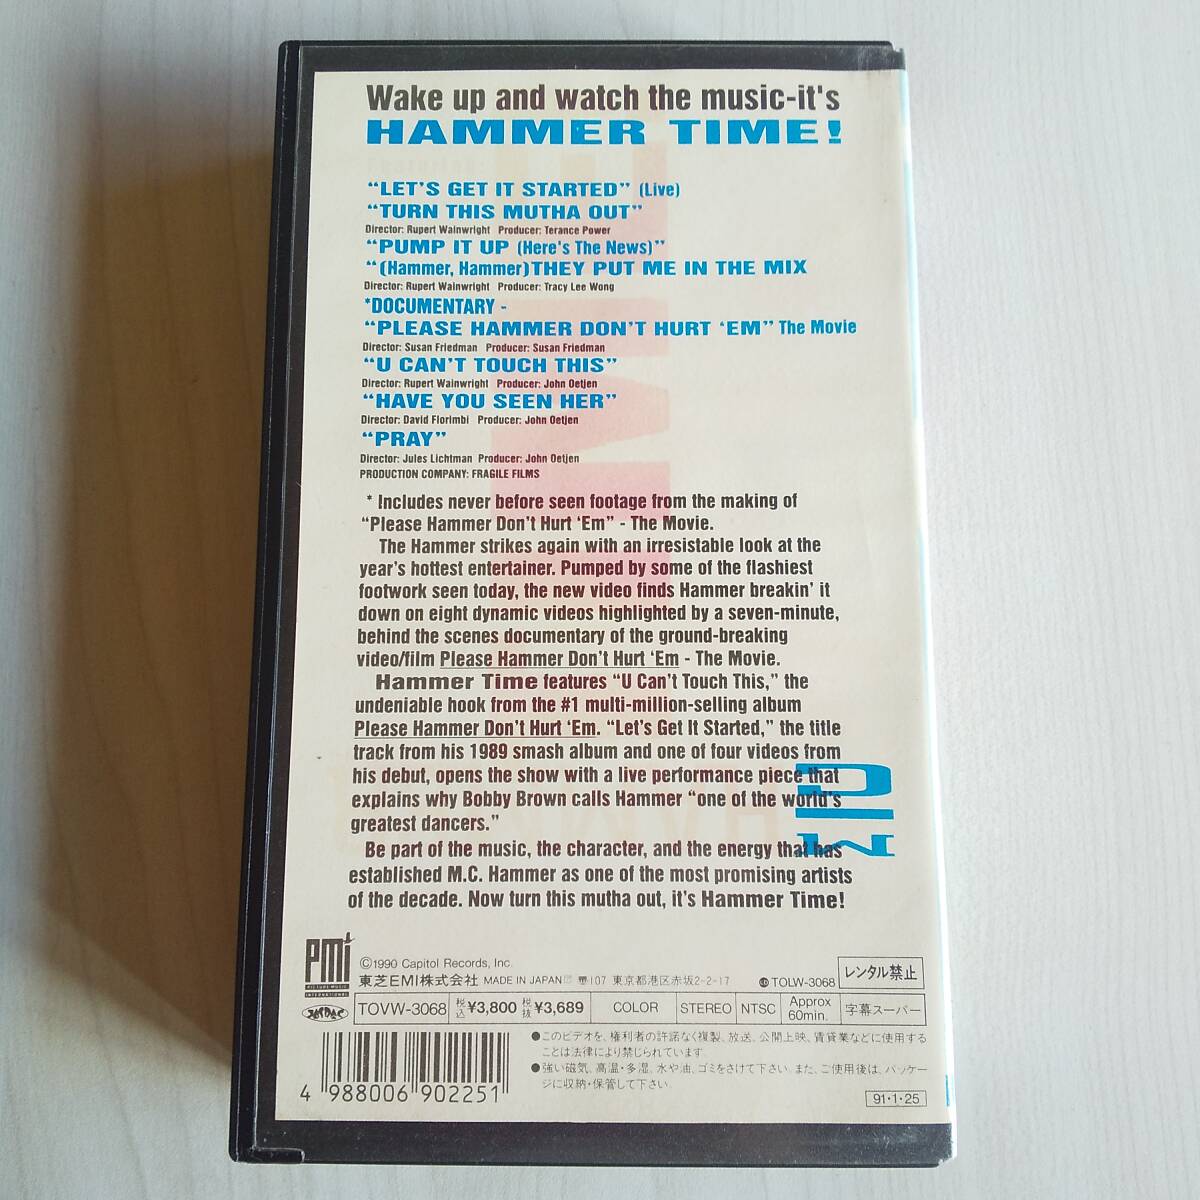 Wake up and watch the music-it's
HAMMER TIME!
“LET'S GET IT STARTED” (Live)
“TURN THIS MUTHA OUT”
Director: Rupert Wainwright Producer: Terance Power
“PUMP IT UP (Here's The News)”
“(Hammer, Hammer)THEY PUT ME IN THE MIX
Director: Rupert Wainwright Producer: Tracy Lee Wong
*DOCUMENTARY -
“PLEASE HAMMER DON'T HURT ‘EM” The Movie
Director: Susan Friedman Producer: Susan Friedman
“U CAN'T TOUCH THIS”
Director: Rupert Wainwright Producer: John Oetjen
“HAVE YOU SEEN HER”
Director: David Florimbi Producer: John Oetjen
“PRAY”
Director: Jules Lichtman Producer: John Oetjen
PRODUCTION COMPANY: FRAGILE FILMS
* Includes never before seen footage from the making of
“Please Hammer Don't Hurt ‘Em” - The Movie.
The Hammer strikes again with an irresistable look at the
year's hottest entertainer. Pumped by some of the flashiest
footwork seen today, the new video finds Hammer breakin' it
down on eight dynamic videos highlighted by a seven-minute,
behind the scenes documentary of the ground-breaking
video/film Please Hammer Don't Hurt ‘Em - The Movie.
Hammer Time features “U Can't Touch This,” the
undeniable hook from the #1 multi-million-selling album
Please Hammer Don't Hurt ‘Em. “Let's Get It Started,” the title
track from his 1989 smash album and one of four videos from
his debut, opens the show with a live performance piece that
explains why Bobby Brown calls Hammer “one of the world's
greatest dancers.”
Be part of the music, the character, and the energy that has
established M.C. Hammer as one of the most promising artists
of the decade. Now turn this mutha out, it's Hammer Time!
PMI
PICTURE MUSIC
INTERNATIONAL
©1990 Capitol Records, Inc.
東芝EMI株式会社 MADE IN JAPAN 〒107 東京都港区赤坂2-2-17
TOLW-3068
レンタル禁止
TOVW-3068 税込¥3,800 税抜¥3,689 COLOR STEREO NTSC Approx 60min. 字幕スーパー
4 988006 902251
●このビデオを、権利者の許諾なく複製、放送、公開上映、賃貸業などに使用する
ことは法律により禁じられています.
●強い磁気、高温・多湿、水や油、ゴミをさけて下さい. また、ご使用後は、パッケー
ジに収納・保管して下さい.
91・1・25